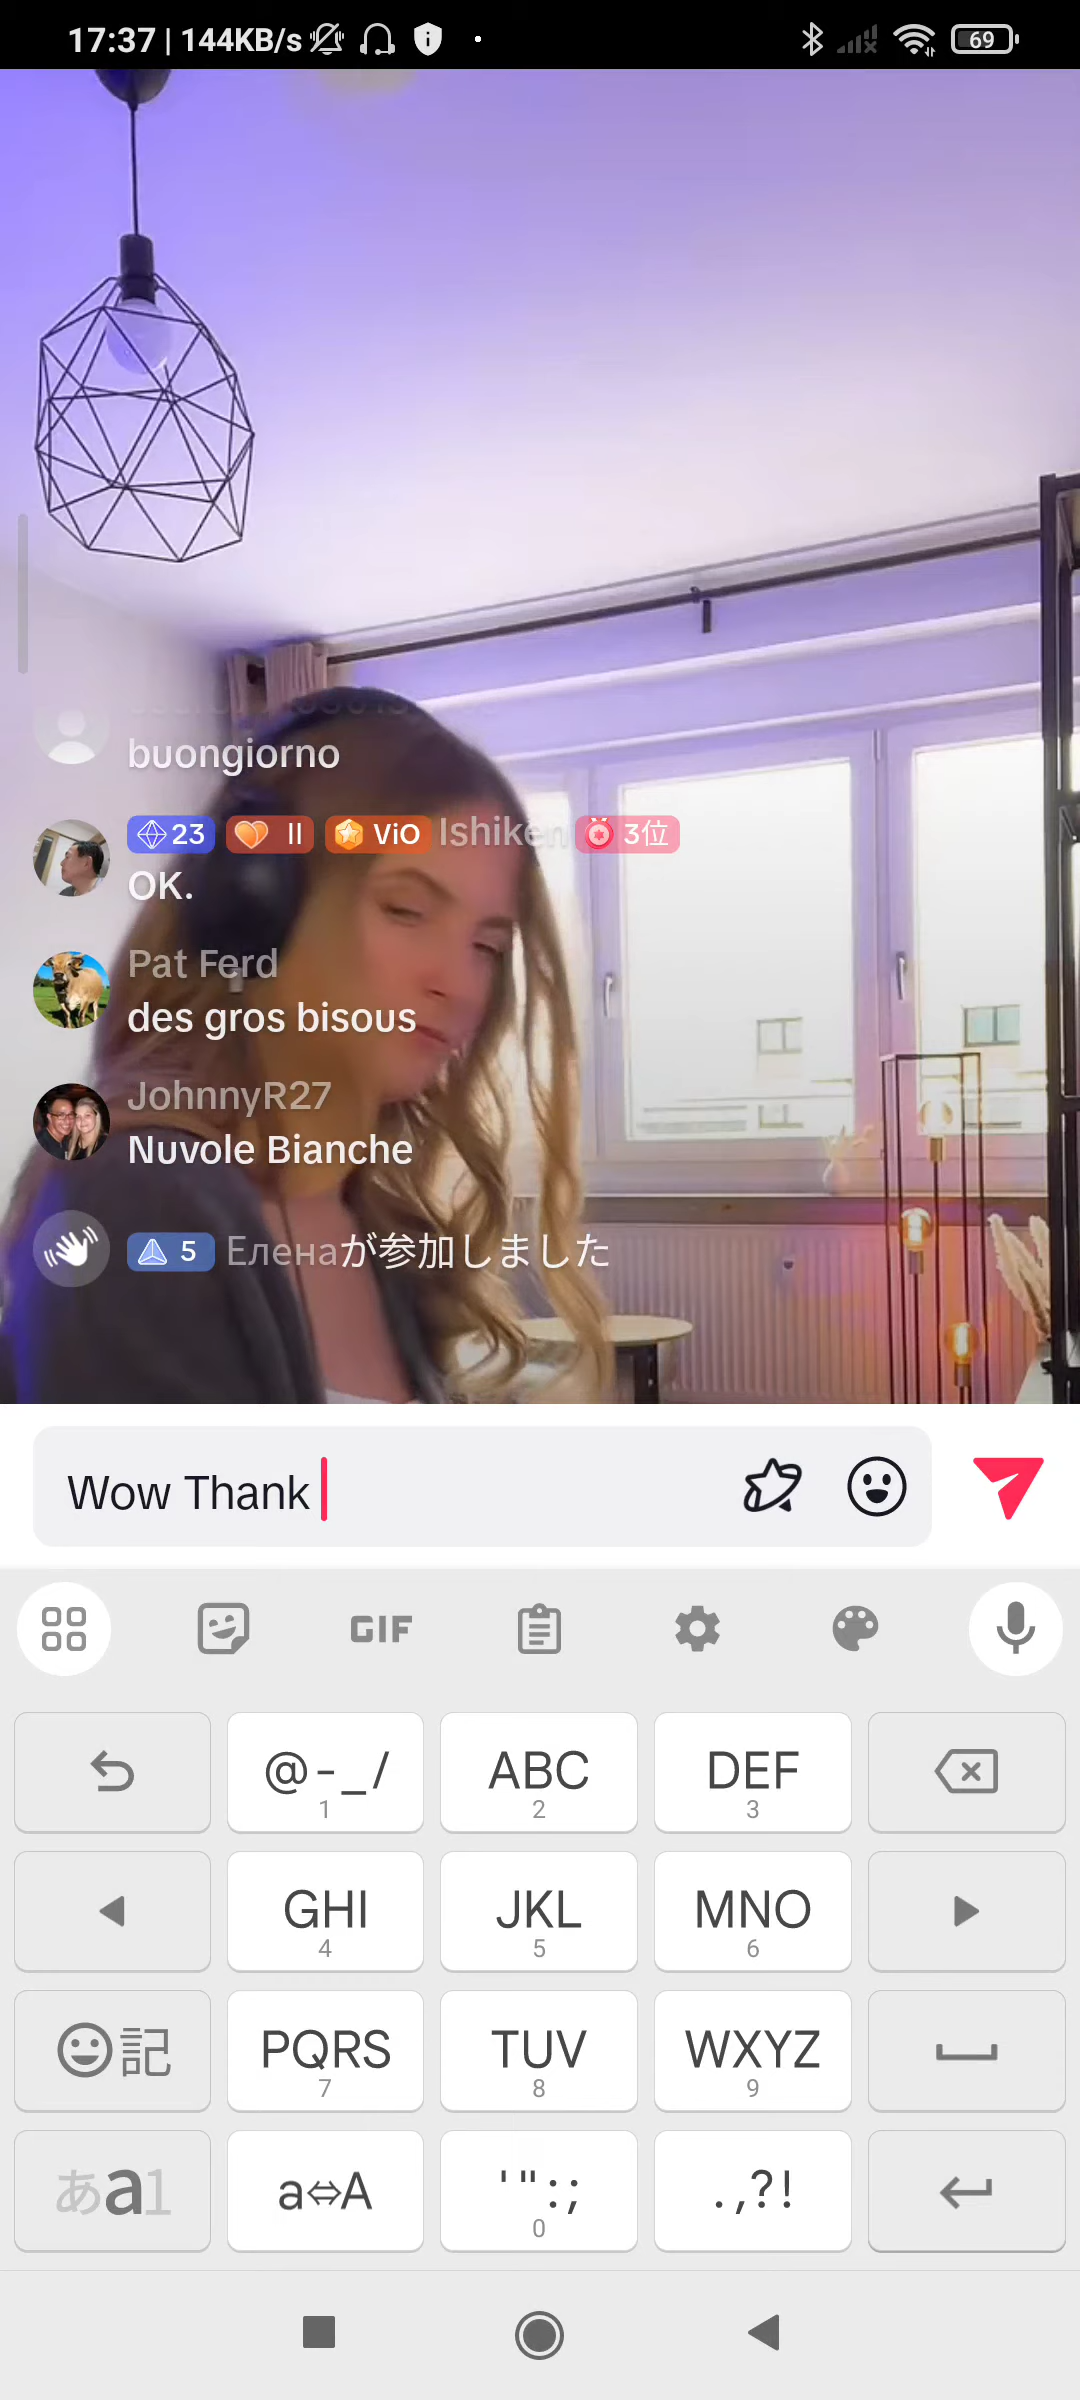 17:37 | 144KB/s
69
buongiorno
23 II ViO Ishiken 3位
OK.
Pat Ferd
des gros bisous
JohnnyR27
Nuvole Bianche
5 Еленаが参加しました
Wow Thank
GIF
@-_/ ABC DEF
1 2 3
GHI JKL MNO
4 5 6
記 PQRS TUV WXYZ
7 8 9
あa1 a⇔A '":; .,?!
0